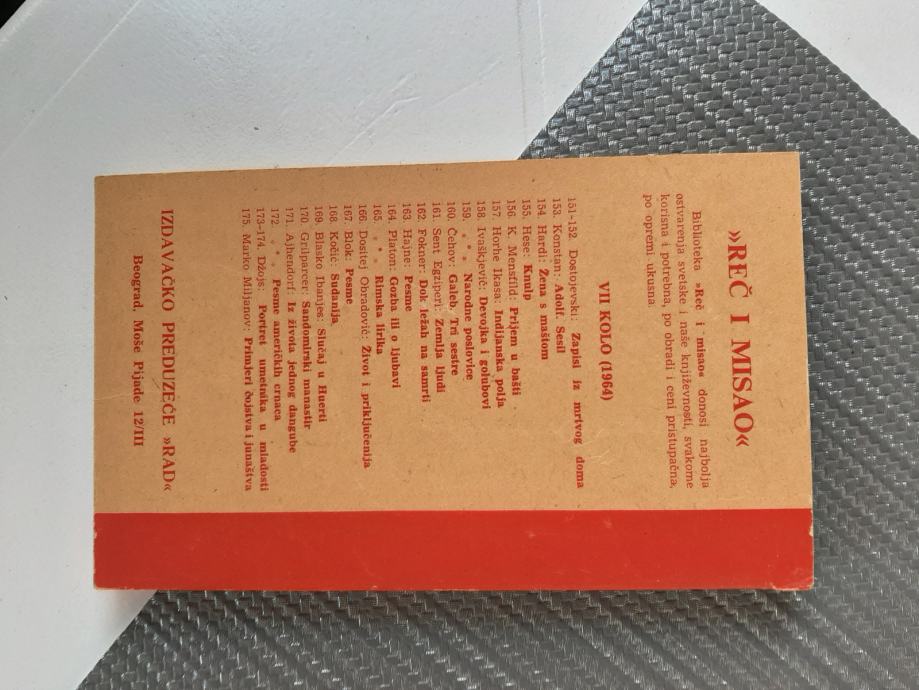 »REČ I MISAO«
Biblioteka »Reč i misao« donosi najbolja
ostvarenja svetske i naše književnosti, svakome
korisna i potrebna, po obradi i ceni pristupačna,
po opremi ukusna.
VII KOLO (1964)
151-152 Dostojevski: Zapisi iz mrtvog doma
153. Konstan: Adolf. Sesil
154. Hardi: Žena s maštom
155. Hese: Knulp
156. K. Mensfild: Prijem u bašti
157. Horhe Ikasa: Indijanska polja
158. Ivaškjevič: Devojka i golubovi
159. * * * Narodne poslovice
160. Čehov: Galeb, Tri sestre
161. Sent Egziperi: Zemlja ljudi
162. Fokner: Dok ležah na samrti
163. Hajne: Pesme
164. Platon: Gozba ili o ljubavi
165. * * * Rimska lirika
166. Dositej Obradović: Život i priključenija
167. Blok: Pesme
168. Kočić: Sudanija
169. Blasko Ibanjes: Slučaj u Huerti
170. Grilparcer: Sandomirski manastir
171. Ajhendorf: Iz života jednog dangube
172. * * * Pesme američkih crnaca
173-174. Džojs: Portret umetnika u mladosti
175. Marko Miljanov: Primjeri čojstva i junaštva
IZDAVAČKO PREDUZEĆE »RAD«
Beograd, Moše Pijade 12/III